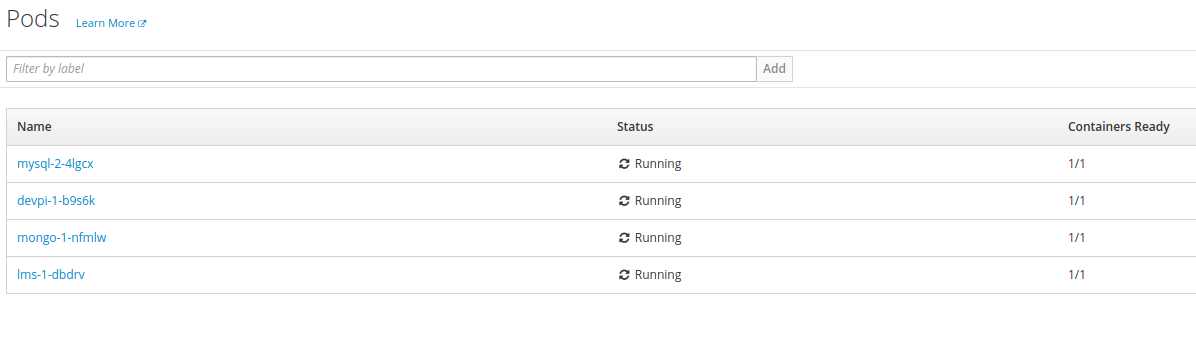 Pods Learn More
Filter by label Add
Name Status Containers Ready
mysql-2-4lgcx Running 1/1
devpi-1-b9s6k Running 1/1
mongo-1-nfmlw Running 1/1
lms-1-dbdrv Running 1/1